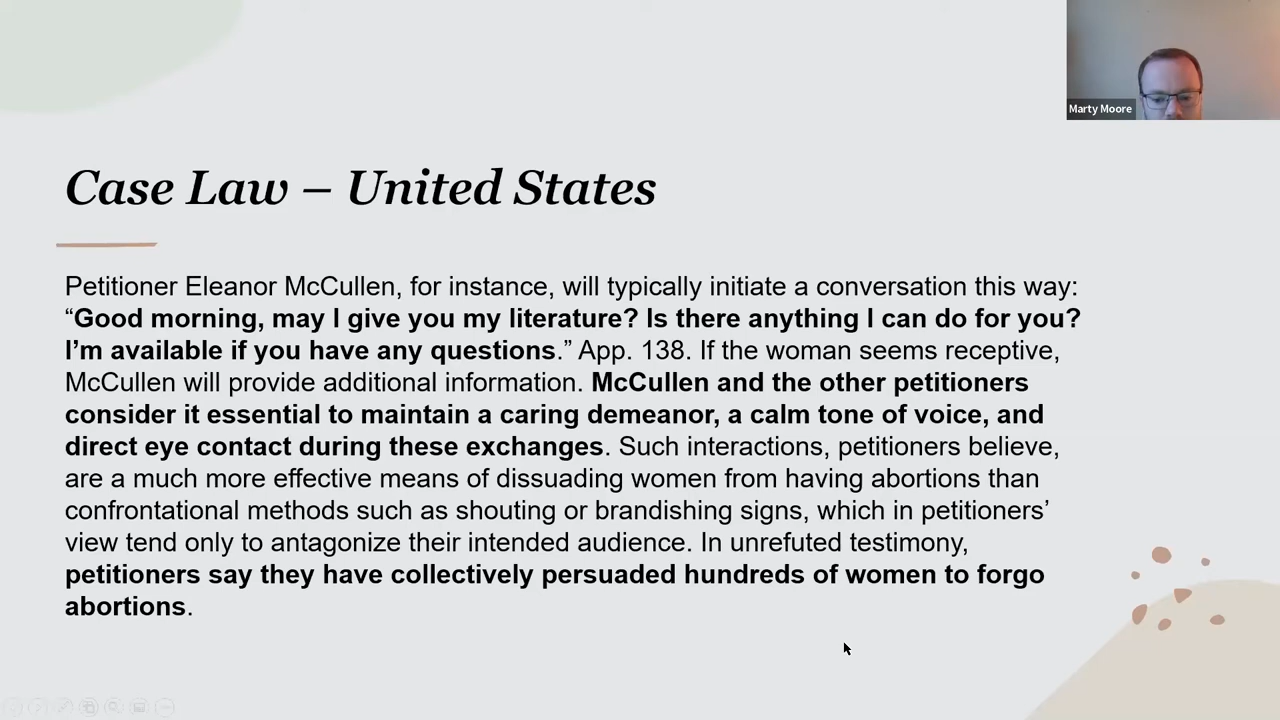 Marty Moore
Case Law – United States
Petitioner Eleanor McCullen, for instance, will typically initiate a conversation this way:
“Good morning, may I give you my literature? Is there anything I can do for you?
I’m available if you have any questions.” App. 138. If the woman seems receptive,
McCullen will provide additional information. McCullen and the other petitioners
consider it essential to maintain a caring demeanor, a calm tone of voice, and
direct eye contact during these exchanges. Such interactions, petitioners believe,
are a much more effective means of dissuading women from having abortions than
confrontational methods such as shouting or brandishing signs, which in petitioners’
view tend only to antagonize their intended audience. In unrefuted testimony,
petitioners say they have collectively persuaded hundreds of women to forgo
abortions.